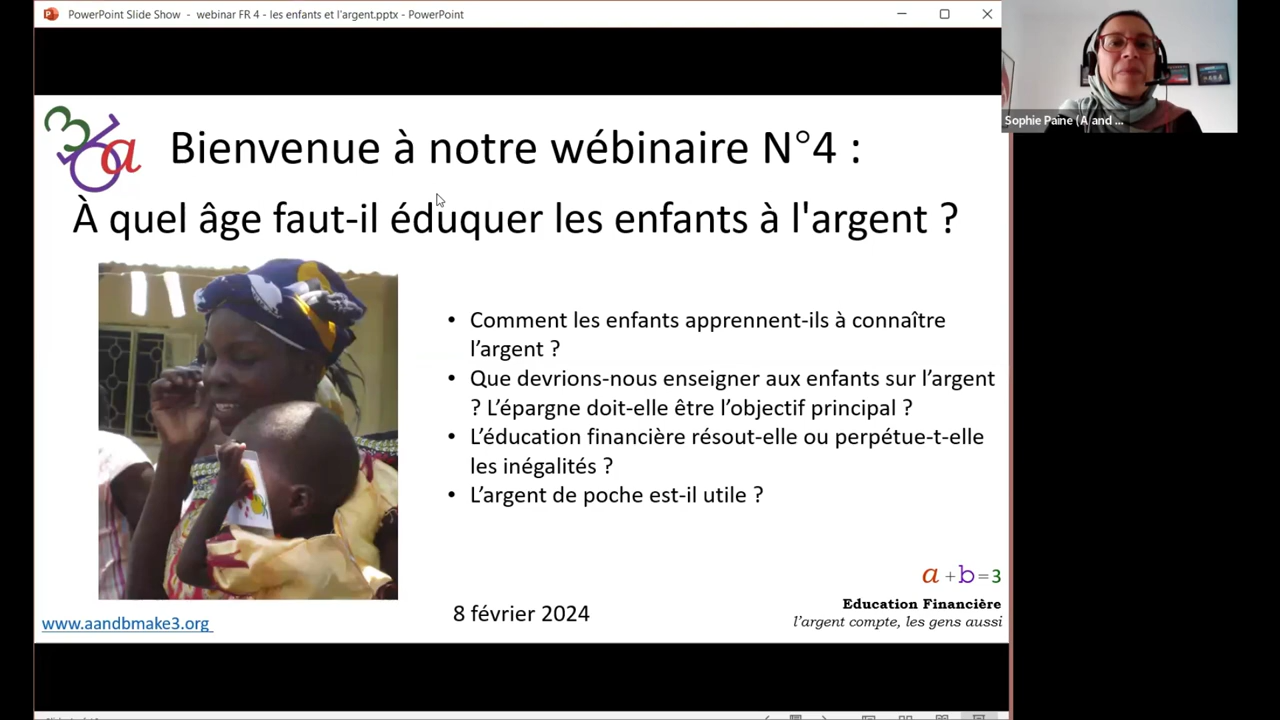 PowerPoint Slide Show - webinar FR 4 - les enfants et l'argent.pptx - PowerPoint
Sophie Paine (A and ...
36a
Bienvenue à notre wébinaire N°4 :
À quel âge faut-il éduquer les enfants à l'argent ?
• Comment les enfants apprennent-ils à connaître
l’argent ?
• Que devrions-nous enseigner aux enfants sur l’argent
? L’épargne doit-elle être l’objectif principal ?
• L’éducation financière résout-elle ou perpétue-t-elle
les inégalités ?
• L’argent de poche est-il utile ?
a + b = 3
Education Financière
l’argent compte, les gens aussi
8 février 2024
www.aandbmake3.org